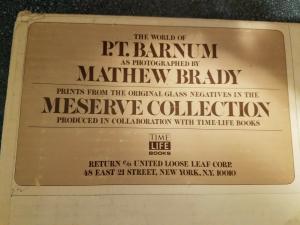 THE WORLD OF
P.T. BARNUM
AS PHOTOGRAPHED BY
MATHEW BRADY
PRINTS FROM THE ORIGINAL GLASS NEGATIVES IN THE
MESERVE COLLECTION
PRODUCED IN COLLABORATION WITH TIME-LIFE BOOKS
TIME
LIFE
BOOKS
RETURN c/o UNITED LOOSE LEAF CORP.
48 EAST 21 STREET, NEW YORK, N.Y. 10010